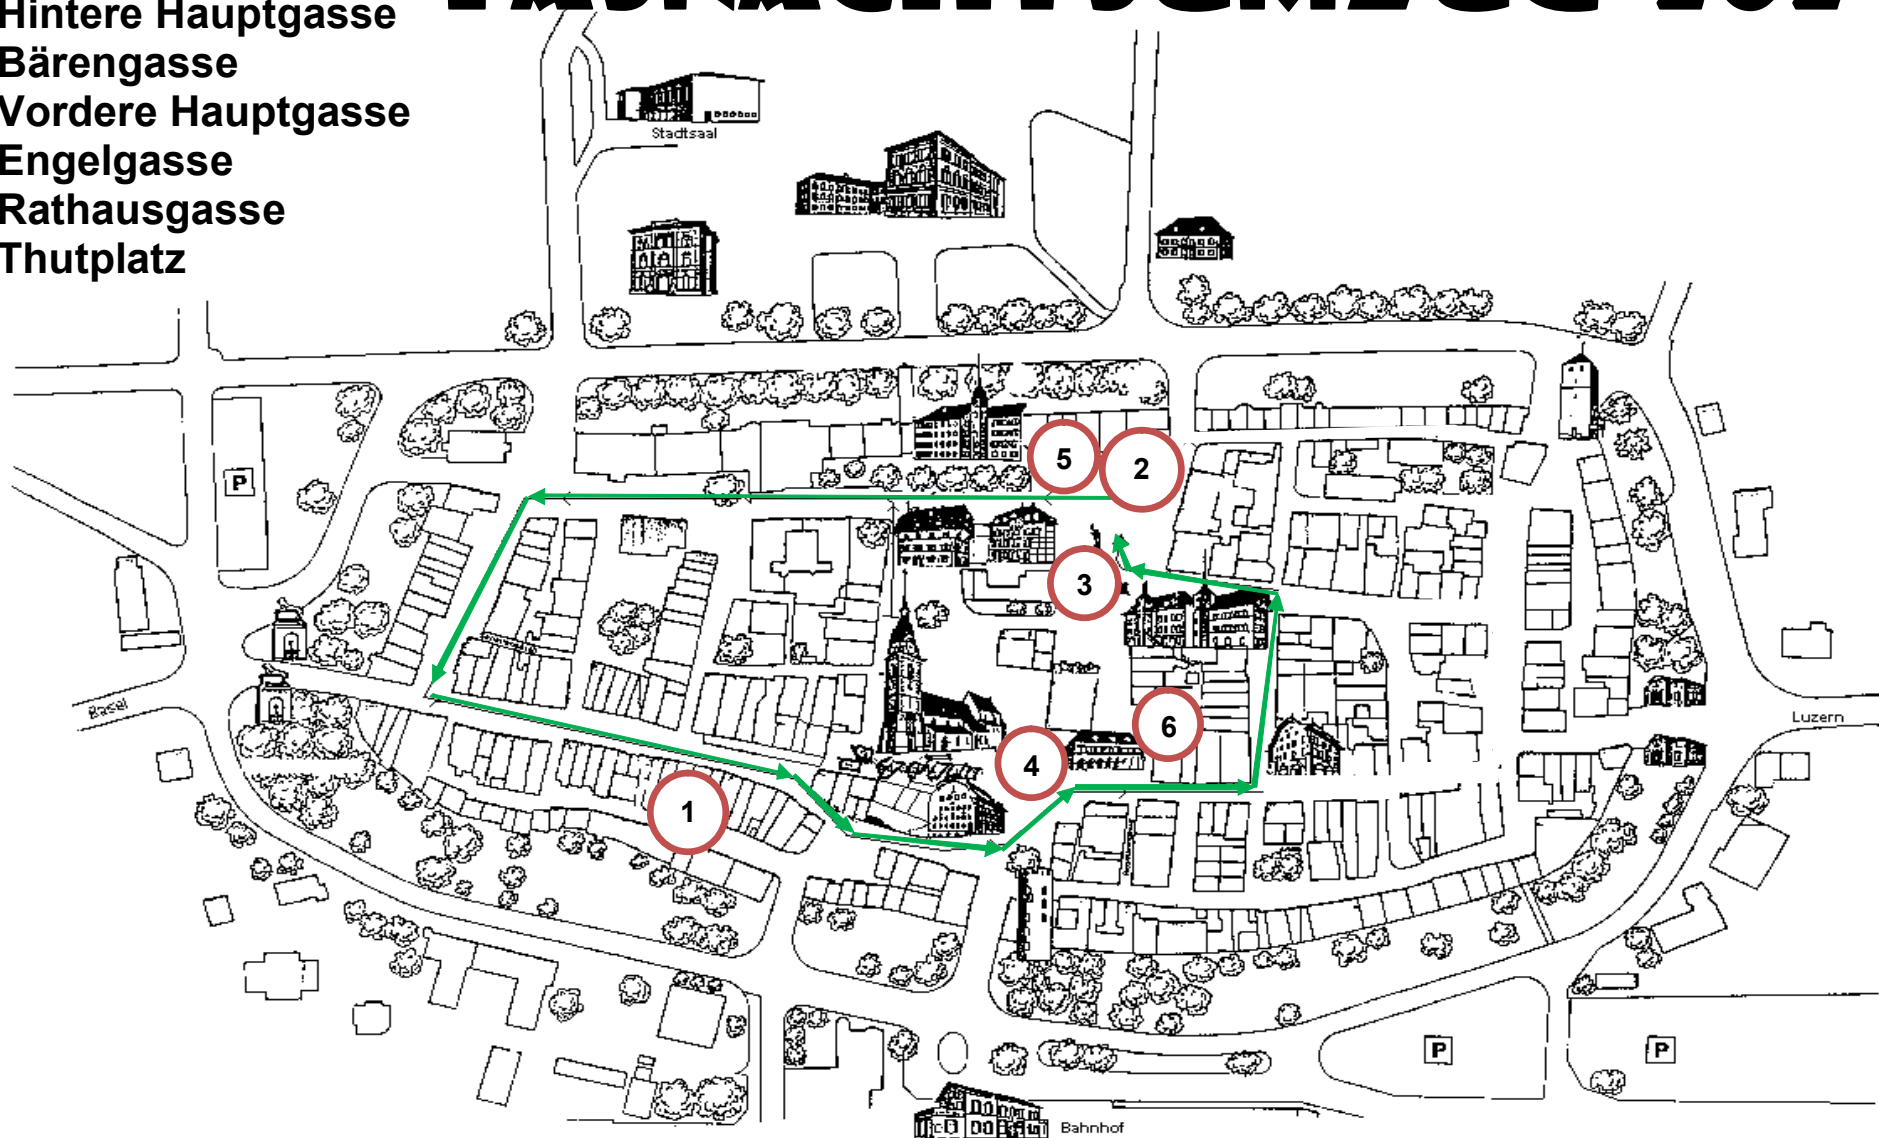 Hintere Hauptgasse
Bärengasse
Vordere Hauptgasse
Engelgasse
Rathausgasse
Thutplatz
Stadtsaal
P
5
2
3
6
4
1
Basel
Luzern
P
P
Bahnhof